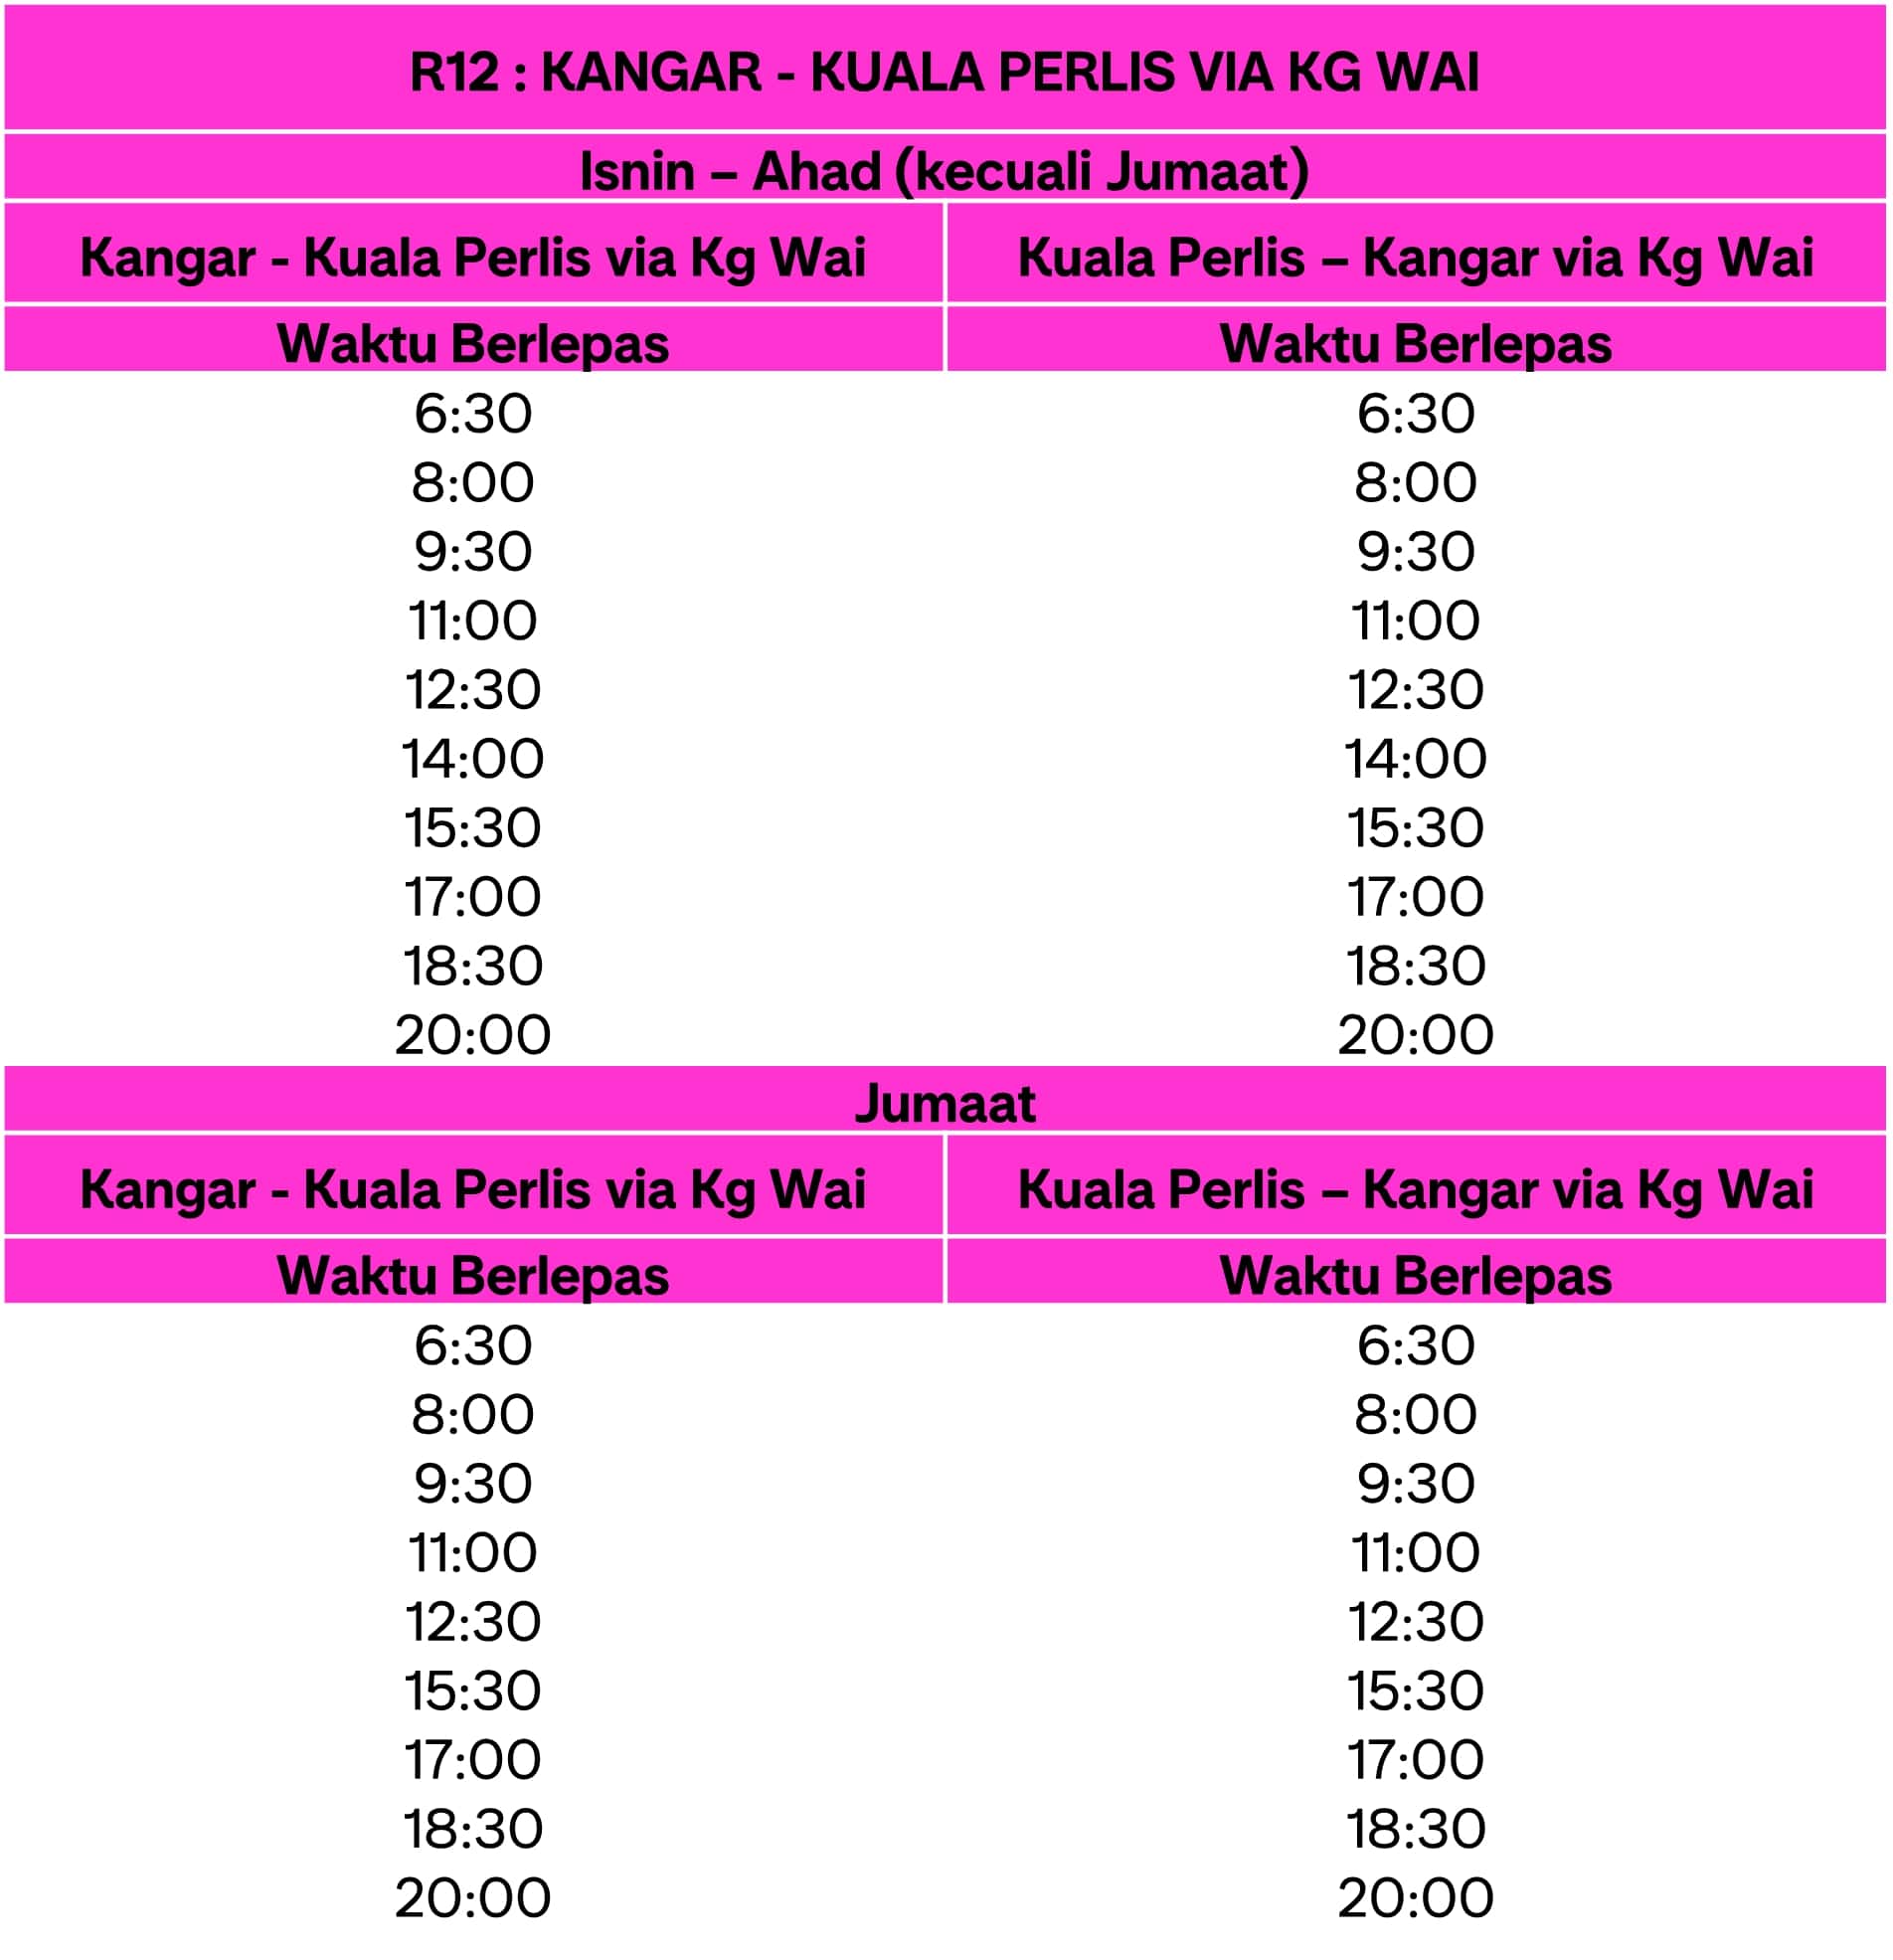 R12 : KANGAR - KUALA PERLIS VIA KG WAI
Isnin – Ahad (kecuali Jumaat)
Kangar - Kuala Perlis via Kg Wai Kuala Perlis – Kangar via Kg Wai
Waktu Berlepas Waktu Berlepas
6:30 6:30
8:00 8:00
9:30 9:30
11:00 11:00
12:30 12:30
14:00 14:00
15:30 15:30
17:00 17:00
18:30 18:30
20:00 20:00
Jumaat
Kangar - Kuala Perlis via Kg Wai Kuala Perlis – Kangar via Kg Wai
Waktu Berlepas Waktu Berlepas
6:30 6:30
8:00 8:00
9:30 9:30
11:00 11:00
12:30 12:30
15:30 15:30
17:00 17:00
18:30 18:30
20:00 20:00